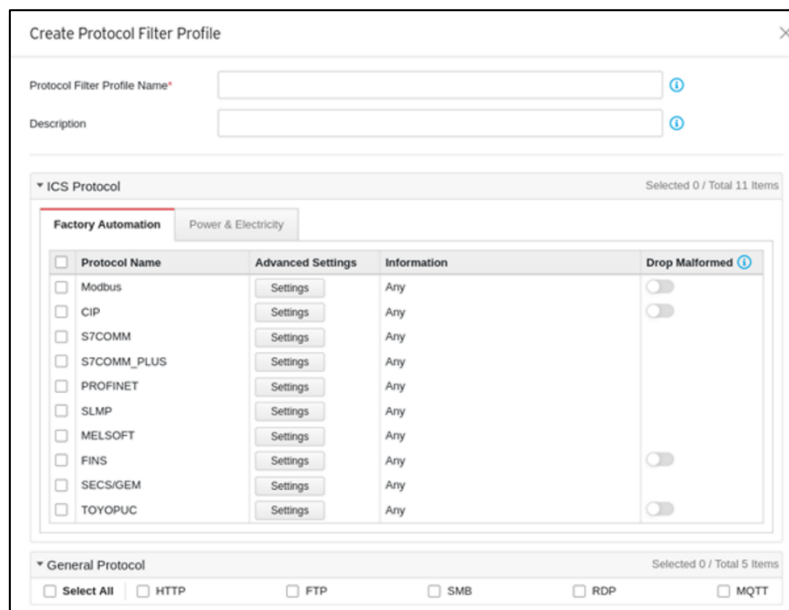 Create Protocol Filter Profile
Protocol Filter Profile Name*
Description
ICS Protocol Selected 0 / Total 11 Items
Factory Automation Power & Electricity
Protocol Name Advanced Settings Information Drop Malformed
Modbus Settings Any
CIP Settings Any
S7COMM Settings Any
S7COMM_PLUS Settings Any
PROFINET Settings Any
SLMP Settings Any
MELSOFT Settings Any
FINS Settings Any
SECS/GEM Settings Any
TOYOPUC Settings Any
General Protocol Selected 0 / Total 5 Items
Select All HTTP FTP SMB RDP MQTT